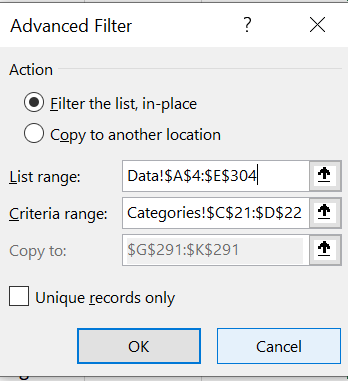 Advanced Filter ?
Action
Filter the list, in-place
Copy to another location
List range: Data!$A$4:$E$304
Criteria range: Categories!$C$21:$D$22
Copy to: $G$291:$K$291
Unique records only
OK Cancel